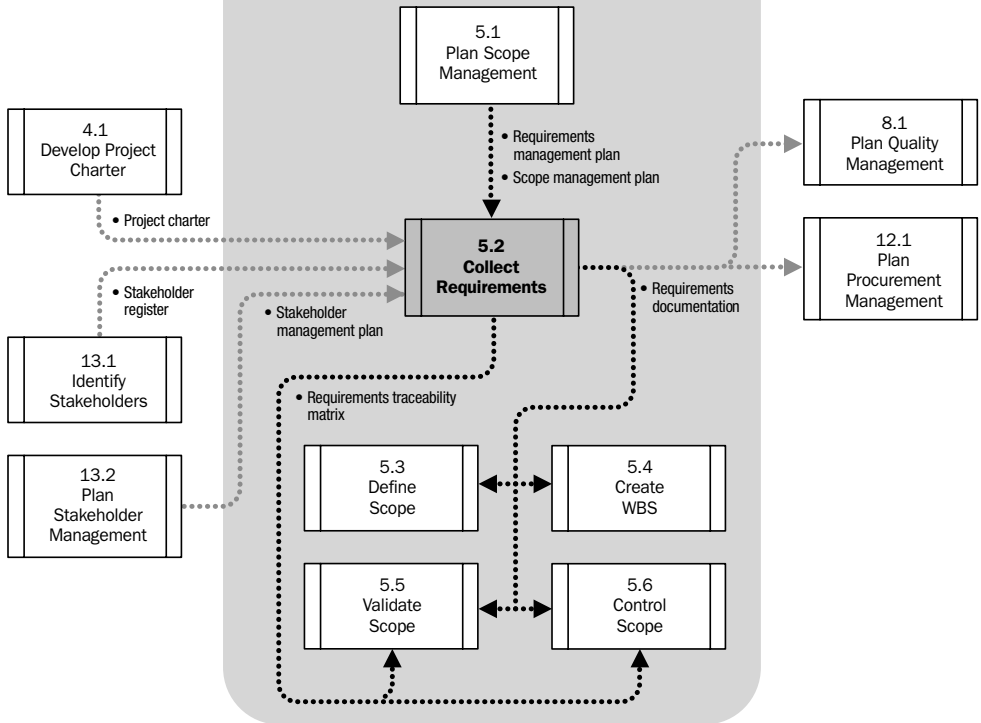 5.1
Plan Scope
Management
4.1
Develop Project
Charter
• Requirements
management plan
• Scope management plan
8.1
Plan Quality
Management
• Project charter
5.2
Collect
Requirements
12.1
Plan
Procurement
Management
• Stakeholder
register
• Stakeholder
management plan
• Requirements
documentation
13.1
Identify
Stakeholders
• Requirements traceability
matrix
13.2
Plan
Stakeholder
Management
5.3
Define
Scope
5.4
Create
WBS
5.5
Validate
Scope
5.6
Control
Scope